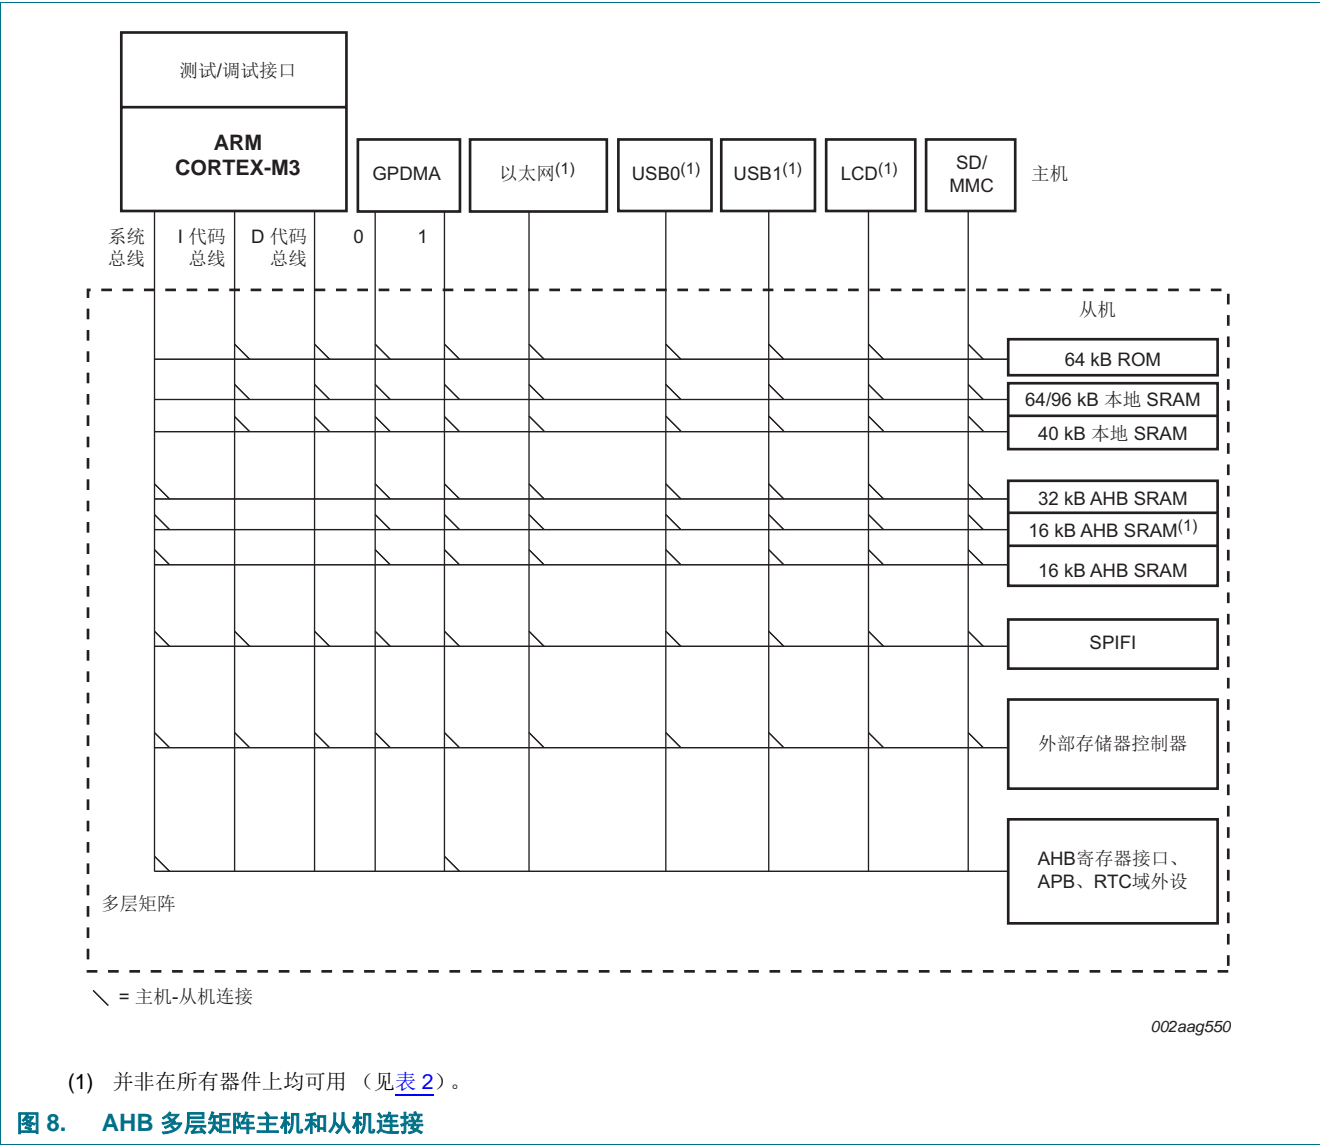 测试/调试接口
ARM
CORTEX-M3
GPDMA
以太网(1)
USB0(1)
USB1(1)
LCD(1)
SD/
MMC
主机
系统
总线
I 代码
总线
D 代码
总线
0
1
从机
64 kB ROM
64/96 kB 本地 SRAM
40 kB 本地 SRAM
32 kB AHB SRAM
16 kB AHB SRAM(1)
16 kB AHB SRAM
SPIFI
外部存储器控制器
AHB寄存器接口、
APB、RTC域外设
多层矩阵
= 主机-从机连接
002aag550
(1) 并非在所有器件上均可用 （见表 2）。
图 8. AHB 多层矩阵主机和从机连接